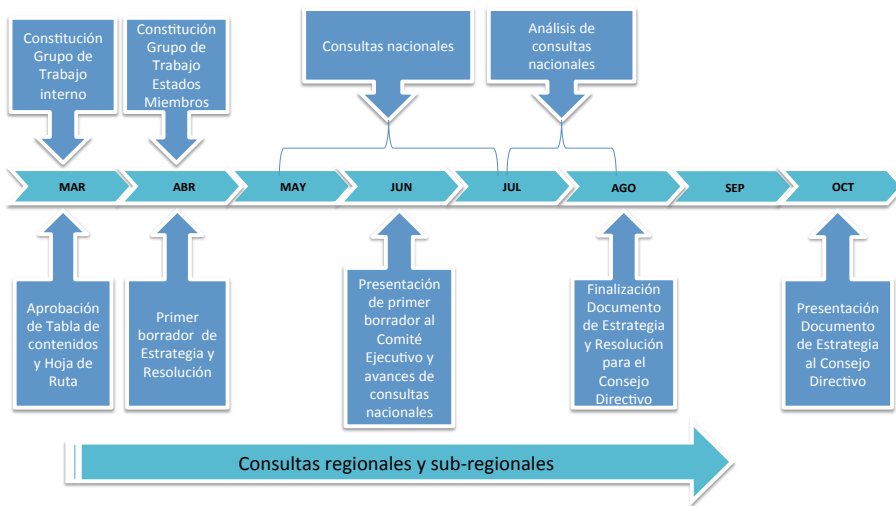 Constitución
Grupo de
Trabajo
interno
Constitución
Grupo de
Trabajo
Estados
Miembros
Consultas nacionales
Análisis de
consultas
nacionales
MAR
ABR
MAY
JUN
JUL
AGO
SEP
OCT
Aprobación
de Tabla de
contenidos
y Hoja de
Ruta
Primer
borrador de
Estrategia y
Resolución
Presentación
de primer
borrador al
Comité
Ejecutivo y
avances de
consultas
nacionales
Finalización
Documento
de Estrategia
y Resolución
para el
Consejo
Directivo
Presentación
Documento
de Estrategia
al Consejo
Directivo
Consultas regionales y sub-regionales